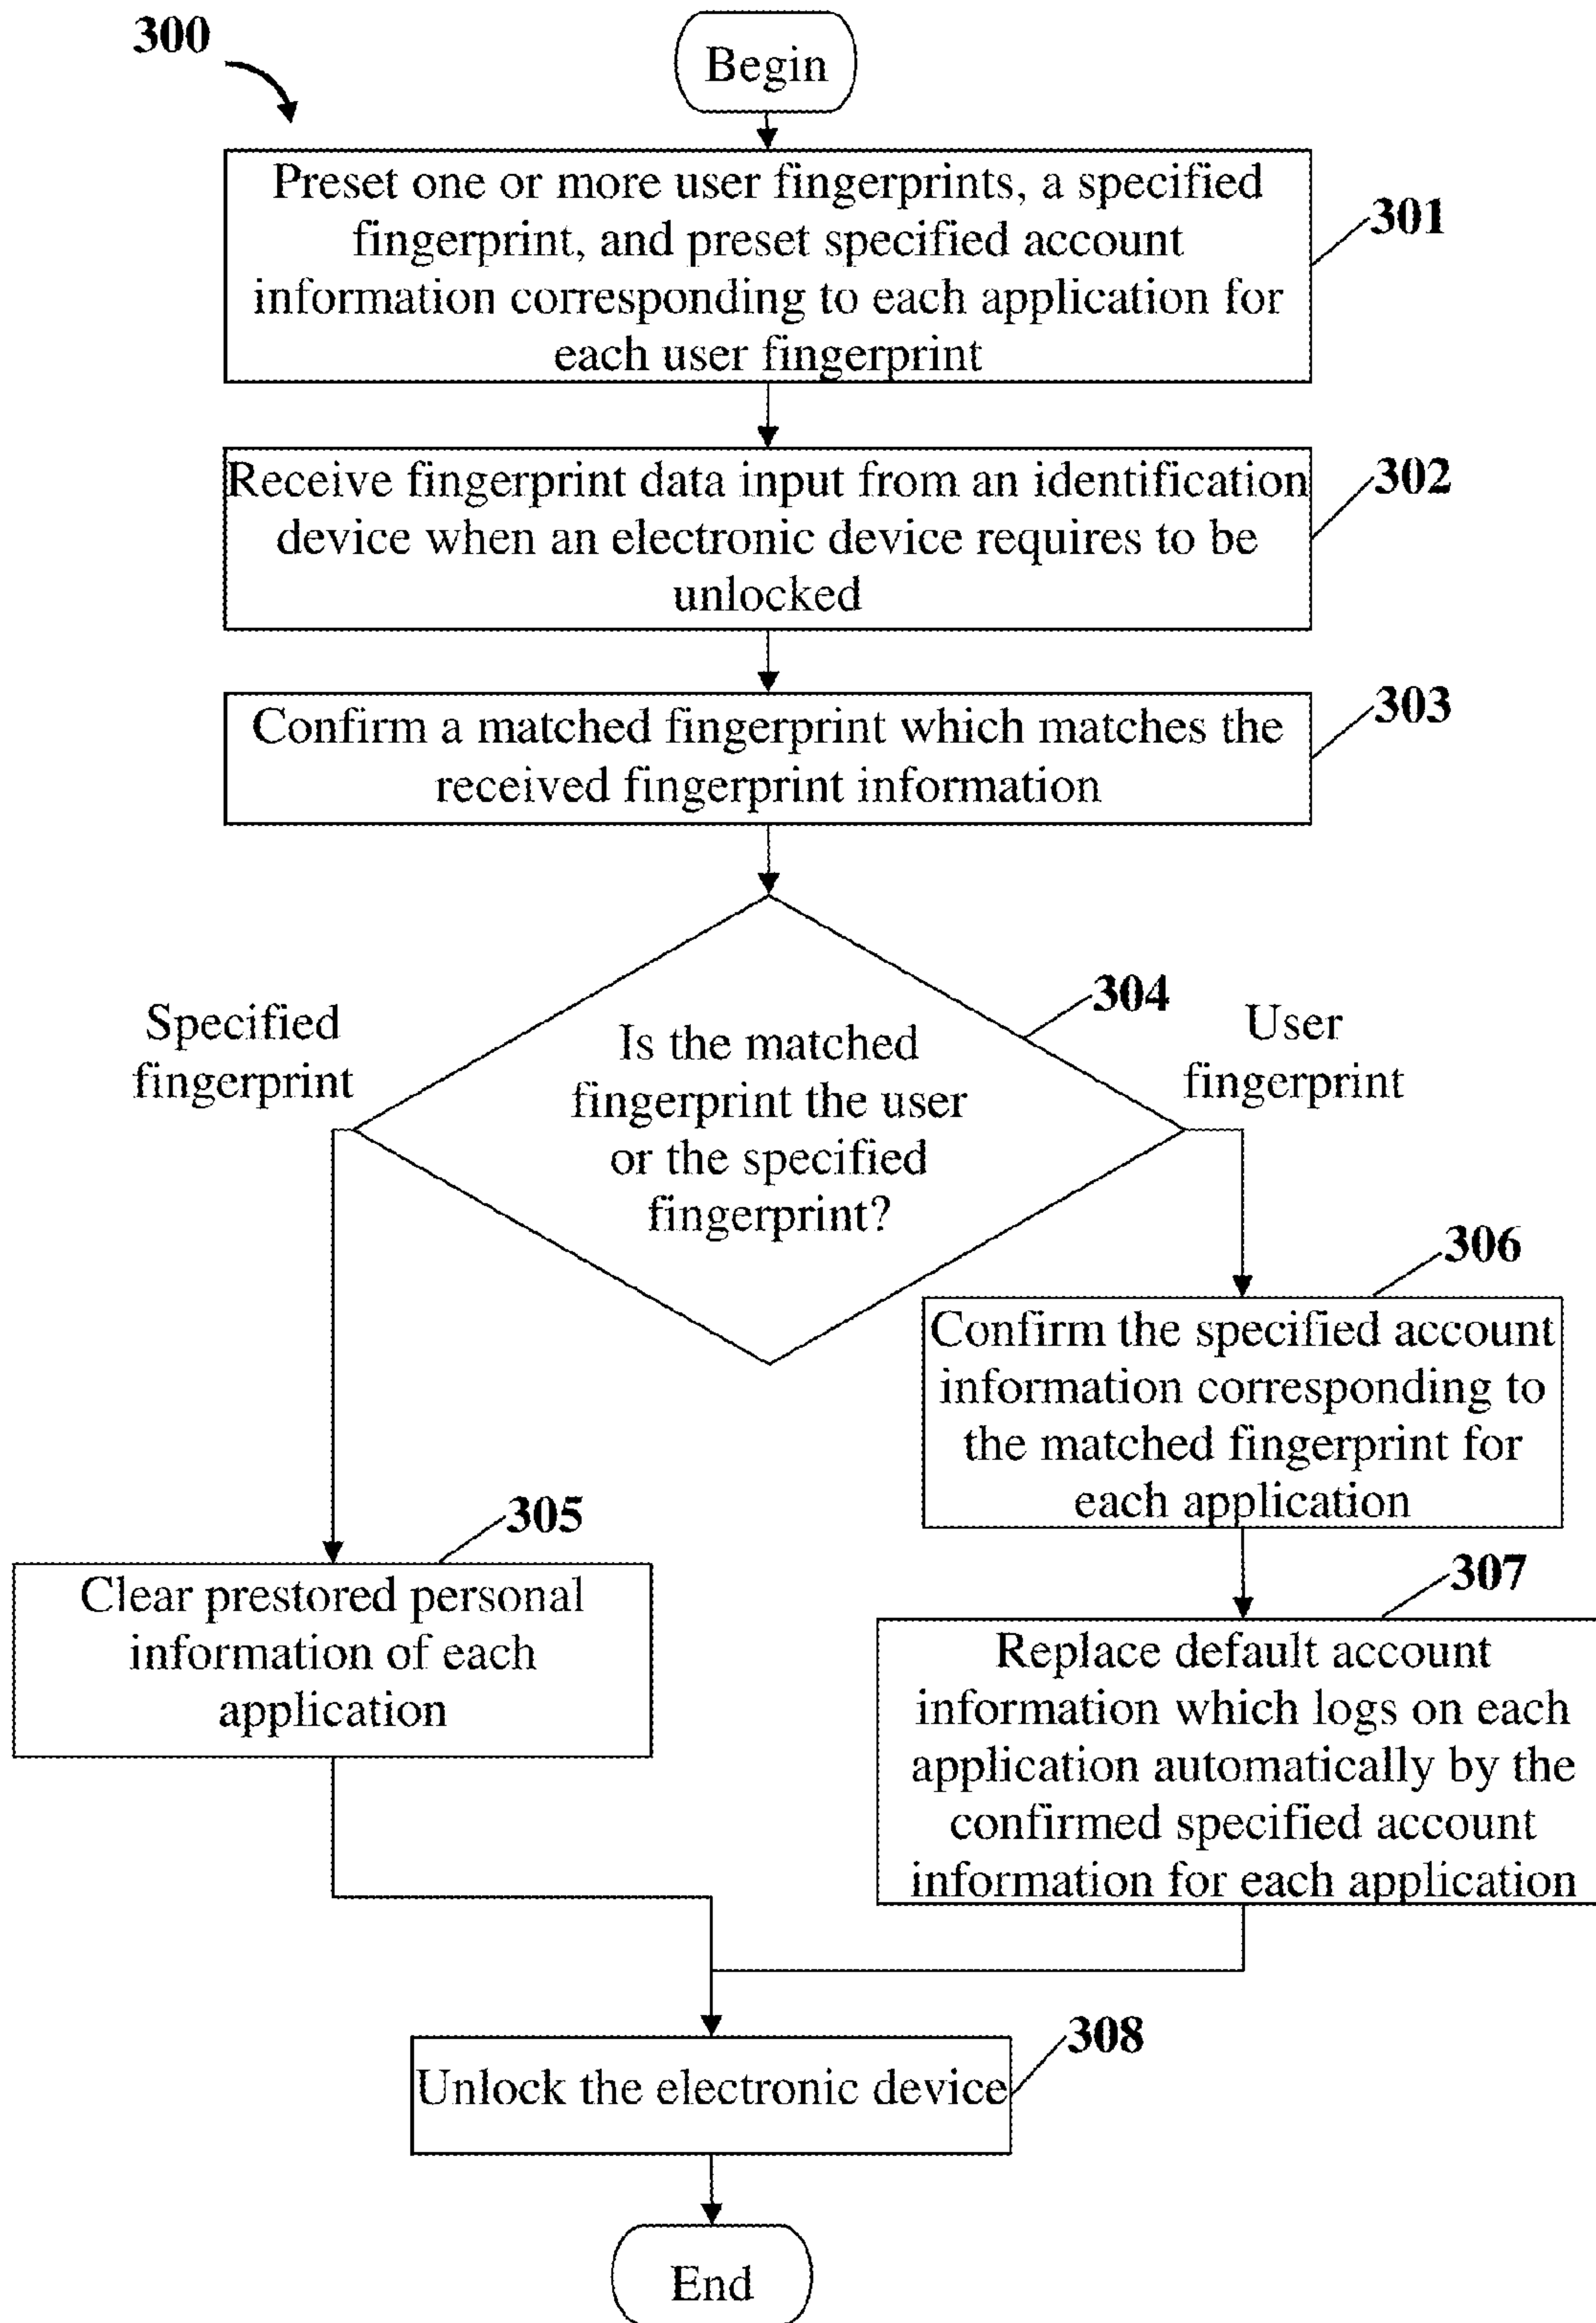 300
Begin
Preset one or more user fingerprints, a specified
fingerprint, and preset specified account
information corresponding to each application for
each user fingerprint
301
Receive fingerprint data input from an identification
device when an electronic device requires to be
unlocked
302
Confirm a matched fingerprint which matches the
received fingerprint information
303
304
Specified
fingerprint
Is the matched
fingerprint the user
or the specified
fingerprint?
User
fingerprint
306
Confirm the specified account
information corresponding to
the matched fingerprint for
each application
305
Clear prestored personal
information of each
application
307
Replace default account
information which logs on each
application automatically by the
confirmed specified account
information for each application
308
Unlock the electronic device
End